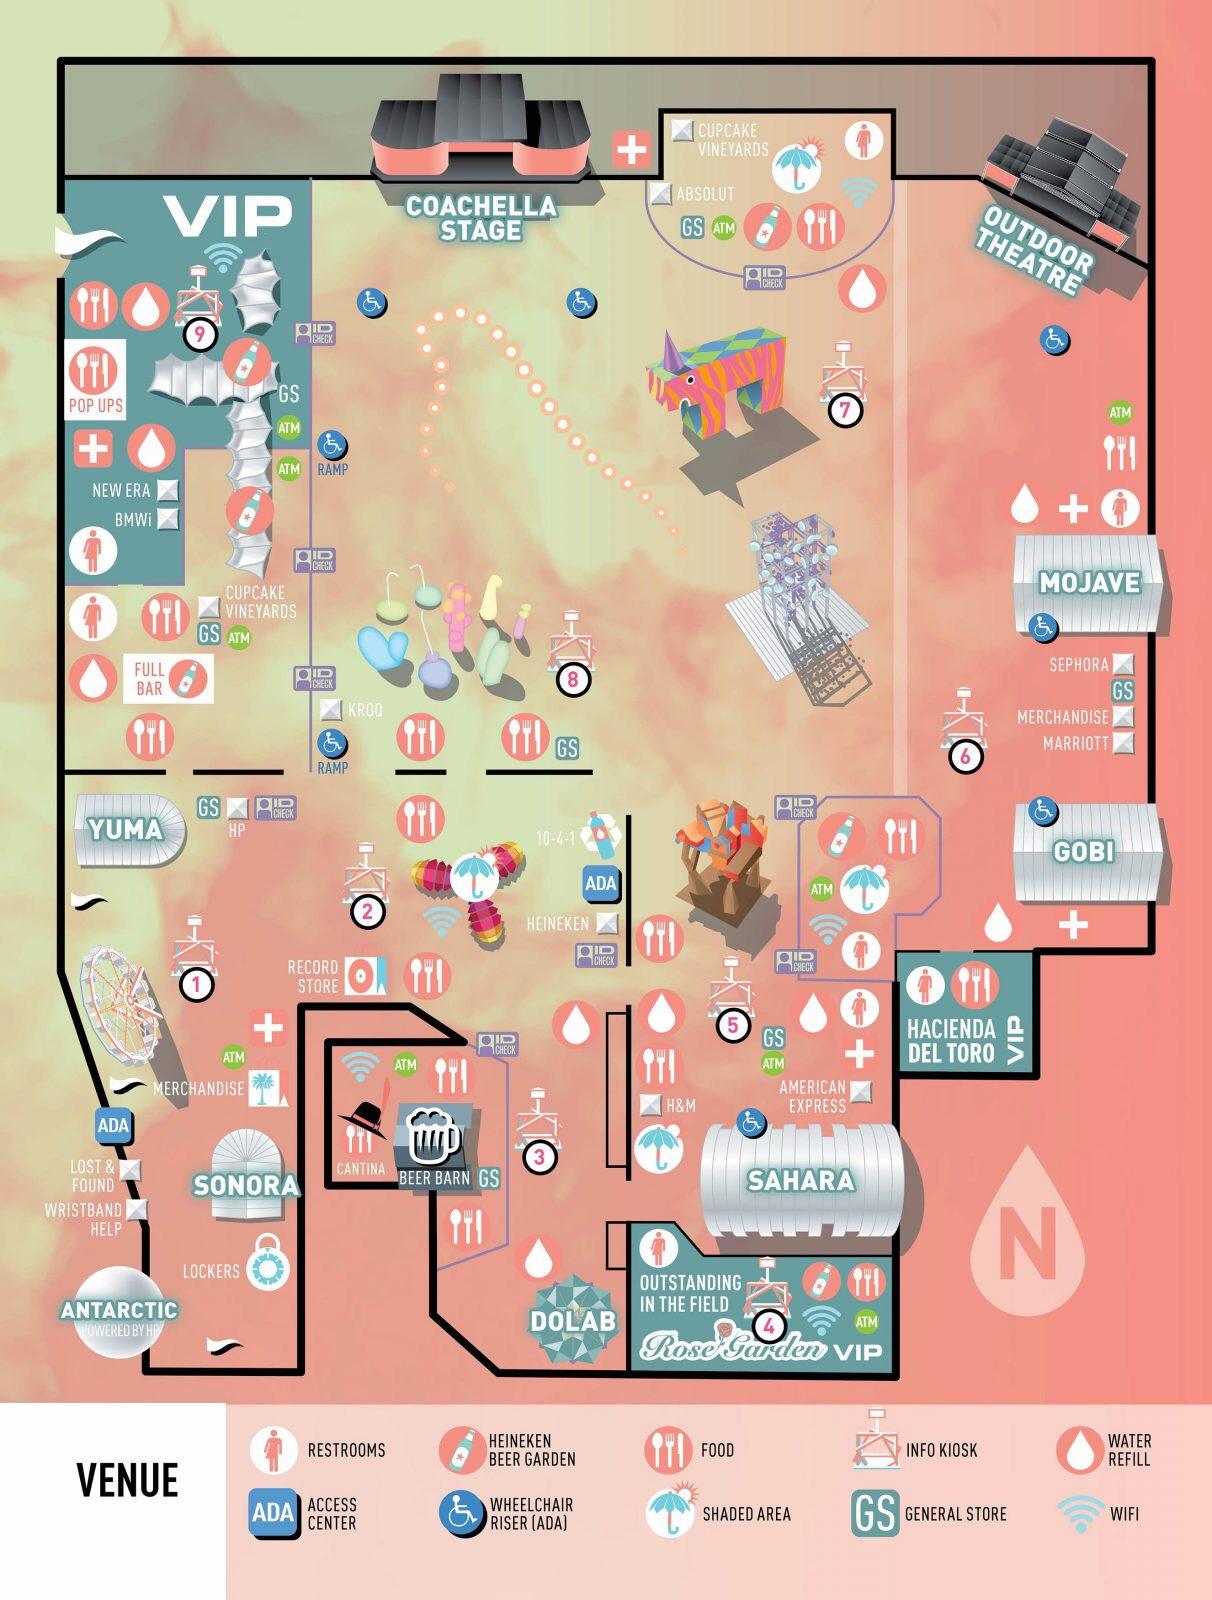 COACHELLA
STAGE
CUPCAKE
VINEYARDS
ABSOLUT
GS
ATM
ID
CHECK
OUTDOOR
THEATRE
VIP
9
POP UPS
ID
CHECK
GS
ATM
ATM
RAMP
NEW ERA
BMWi
ID
CHECK
CUPCAKE
VINEYARDS
GS
ATM
FULL
BAR
ID
CHECK
KROQ
RAMP
7
8
GS
ATM
MOJAVE
SEPHORA
GS
MERCHANDISE
MARRIOTT
6
GOBI
YUMA
GS
HP
ID
CHECK
2
10-4-1
ADA
HEINEKEN
ID
CHECK
ID
CHECK
ATM
ID
CHECK
1
RECORD
STORE
5
GS
ATM
AMERICAN
EXPRESS
HACIENDA
DEL TORO
VIP
ATM
MERCHANDISE
ADA
LOST &
FOUND
WRISTBAND
HELP
SONORA
LOCKERS
ANTARCTIC
POWERED BY HP
ATM
ID
CHECK
CANTINA
BEER BARN
GS
3
H&M
SAHARA
DOLAB
OUTSTANDING
IN THE FIELD
4
ATM
Rose Garden VIP
N
VENUE
RESTROOMS
HEINEKEN
BEER GARDEN
FOOD
INFO KIOSK
WATER
REFILL
ADA
ACCESS
CENTER
WHEELCHAIR
RISER (ADA)
SHADED AREA
GS
GENERAL STORE
WIFI